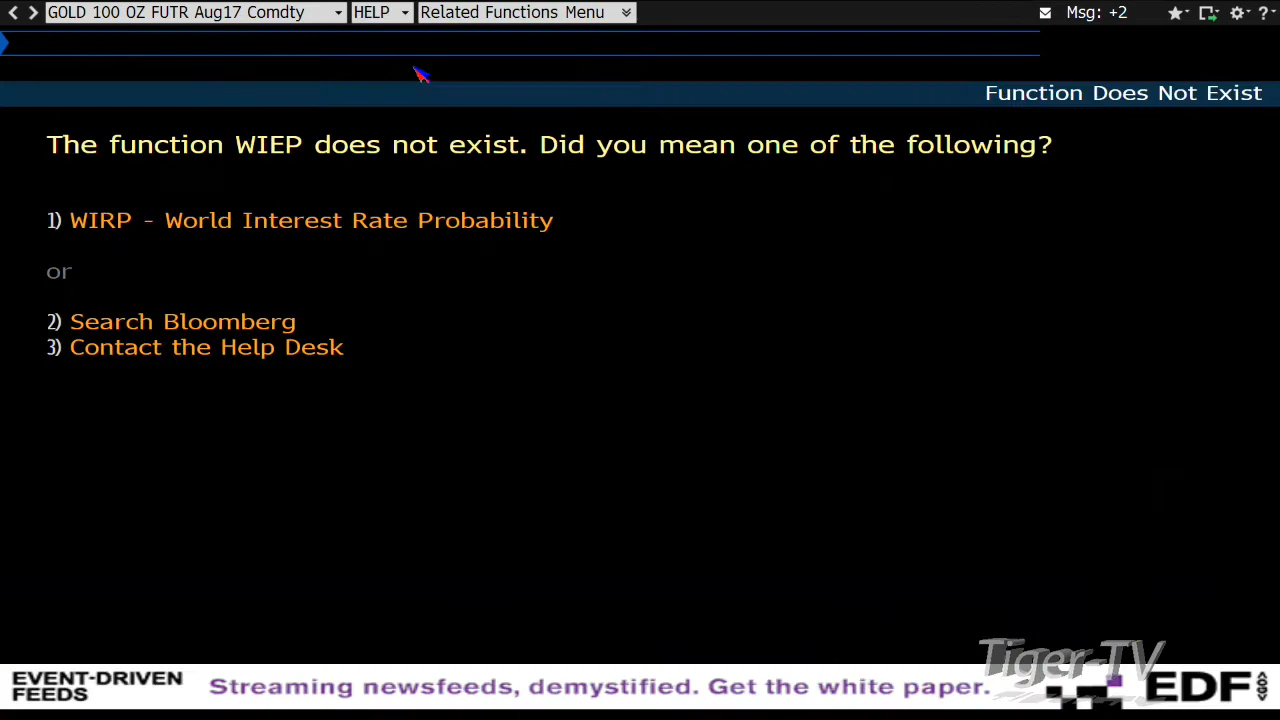 GOLD 100 OZ FUTR Aug17 Comdty HELP Related Functions Menu Msg: +2 ?
Function Does Not Exist
The function WIEP does not exist. Did you mean one of the following?
1) WIRP - World Interest Rate Probability
or
2) Search Bloomberg
3) Contact the Help Desk
Tiger-TV
EVENT-DRIVEN
FEEDS
Streaming newsfeeds, demystified. Get the white paper.
EDF